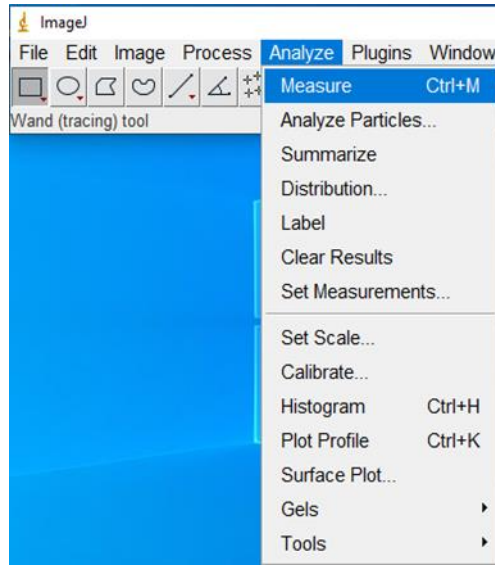 ImageJ
File Edit Image Process Analyze Plugins Window
Wand (tracing) tool
Measure Ctrl+M
Analyze Particles...
Summarize
Distribution...
Label
Clear Results
Set Measurements...
Set Scale...
Calibrate...
Histogram Ctrl+H
Plot Profile Ctrl+K
Surface Plot...
Gels
Tools